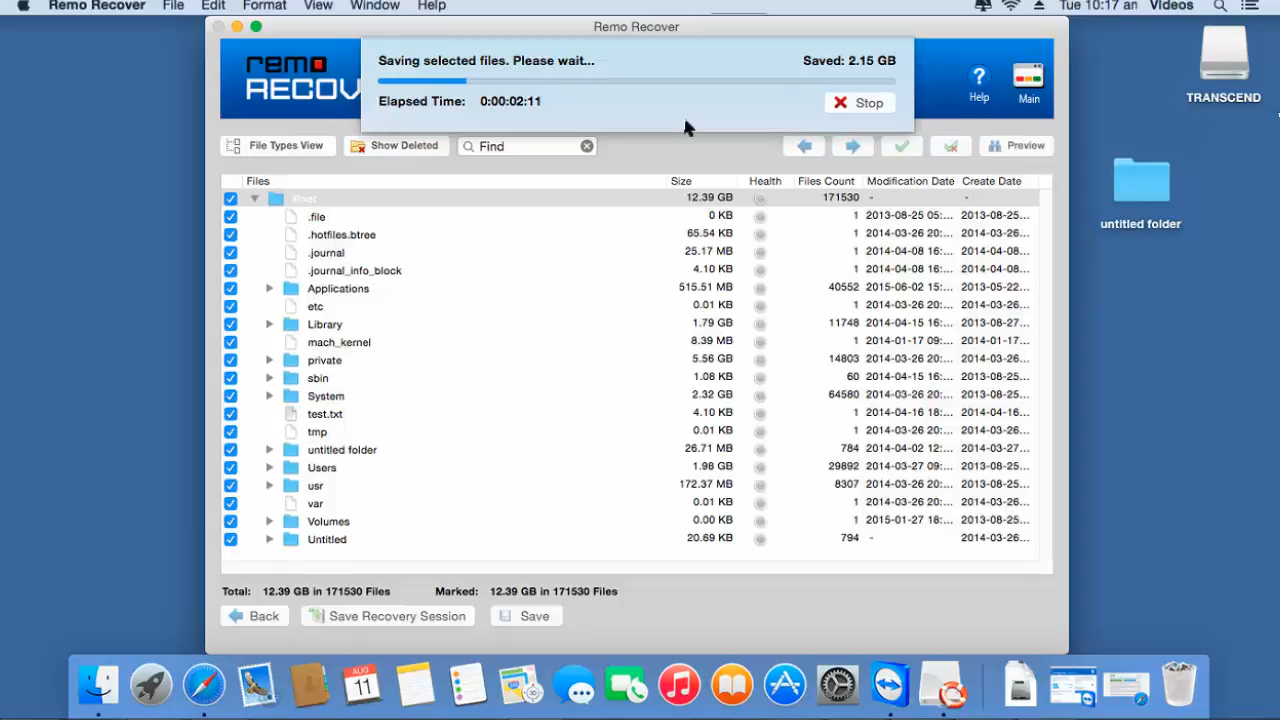 Remo Recover File Edit Format View Window Help Tue 10:17 an Videos
Remo Recover
remo
RECOV
Saving selected files. Please wait... Saved: 2.15 GB
Elapsed Time: 0:00:02:11 Stop
Help Main
TRANSCEND
File Types View Show Deleted Find Preview
untitled folder
Files Size Health Files Count Modification Date Create Date
Root 12.39 GB 171530 - -
.file 0 KB 1 2013-08-25 05:... 2013-08-25...
.hotfiles.btree 65.54 KB 1 2014-03-26 20:... 2014-03-26...
.journal 25.17 MB 1 2014-04-08 16:... 2014-04-08...
.journal_info_block 4.10 KB 1 2014-04-08 16:... 2014-04-08...
Applications 515.51 MB 40552 2015-06-02 15:... 2013-05-22...
etc 0.01 KB 1 2014-03-26 20:... 2014-03-26...
Library 1.79 GB 11748 2014-04-15 16:... 2013-08-27...
mach_kernel 8.39 MB 1 2014-01-17 09:... 2014-01-17...
private 5.56 GB 14803 2014-03-26 20:... 2014-03-26...
sbin 1.08 KB 60 2014-04-15 16:... 2014-03-26...
System 2.32 GB 64580 2014-03-26 20:... 2014-03-26...
test.txt 4.10 KB 1 2014-04-16 18:... 2014-04-16...
tmp 0.01 KB 1 2014-03-26 20:... 2014-03-26...
untitled folder 26.71 MB 784 2014-04-02 12:... 2014-03-27...
Users 1.98 GB 29892 2014-03-27 09:... 2013-08-25...
usr 172.37 MB 8307 2014-03-26 20:... 2013-08-25...
var 0.01 KB 1 2014-03-26 20:... 2014-03-26...
Volumes 0.00 KB 1 2015-01-27 18:... 2013-08-25...
Untitled 20.69 KB 794 - 2014-03-26...
Total: 12.39 GB in 171530 Files Marked: 12.39 GB in 171530 Files
Back Save Recovery Session Save
AUG
11